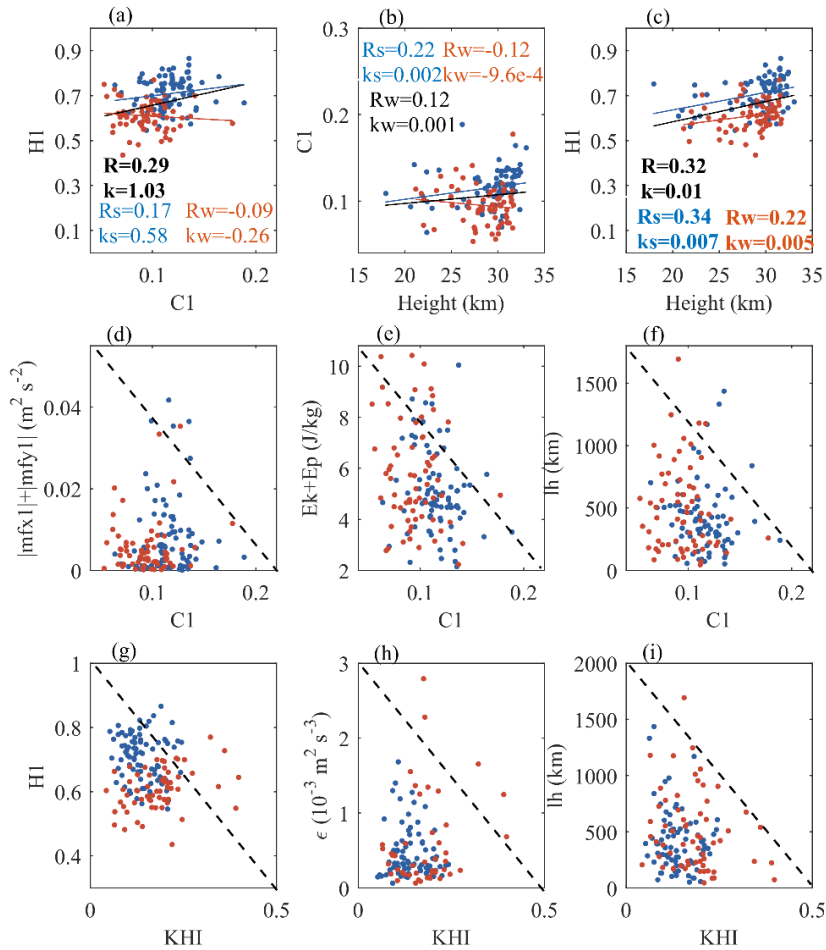 (a)
(b)
(c)
H1
0.9
0.7
0.5
0.3
0.1
R=0.29
k=1.03
Rs=0.17 Rw=-0.09
ks=0.58 kw=-0.26
0.1 0.2
C1
C1
0.3
0.2
0.1
Rs=0.22 Rw=-0.12
ks=0.002 kw=-9.6e-4
Rw=0.12
kw=0.001
15 20 25 30 35
Height (km)
H1
0.9
0.7
0.5
0.3
0.1
R=0.32
k=0.01
Rs=0.34 Rw=0.22
ks=0.007 kw=0.005
15 20 25 30 35
Height (km)
(d)
(e)
(f)
|mfx1|+|mfy1| (m² s⁻²)
0.04
0.02
0
0.1 0.2
C1
Ek+Ep (J/kg)
10
8
6
4
2
0.1 0.2
C1
lh (km)
1500
1000
500
0
0.1 0.2
C1
(g)
(h)
(i)
H1
1
0.8
0.6
0.4
0 0.5
KHI
ϵ (10⁻³ m² s⁻³)
3
2
1
0
0 0.5
KHI
lh (km)
2000
1500
1000
500
0
0 0.5
KHI